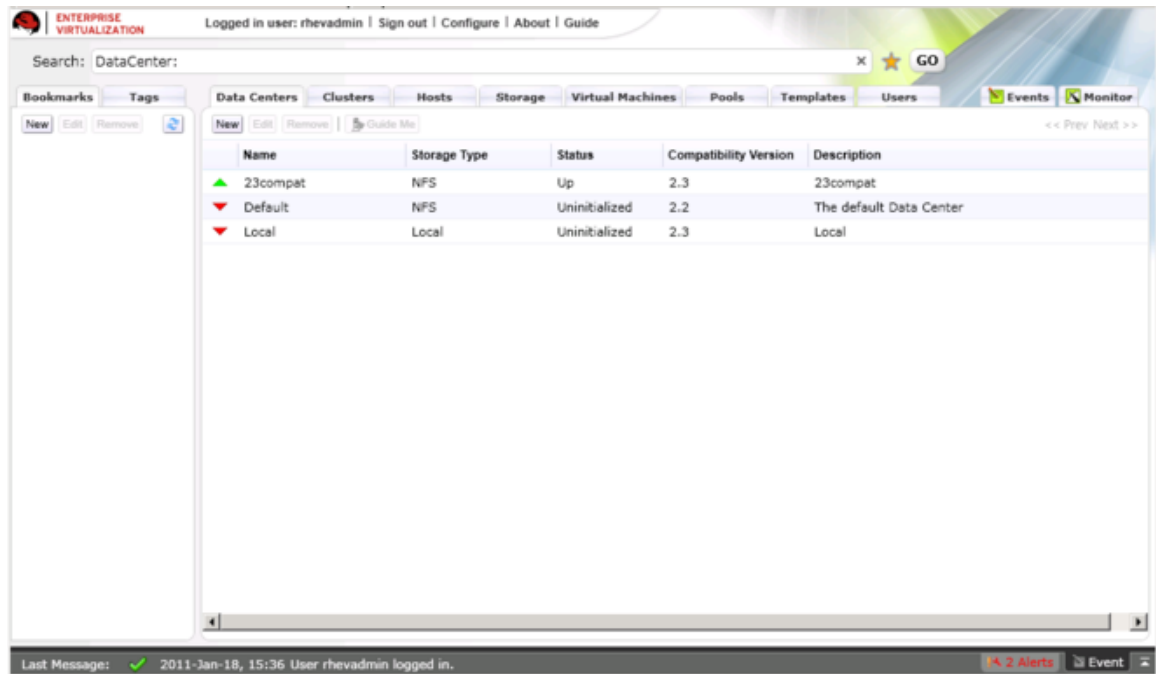 ENTERPRISE
VIRTUALIZATION
Logged in user: rhevadmin | Sign out | Configure | About | Guide
Search: DataCenter: × GO
Bookmarks Tags
Data Centers Clusters Hosts Storage Virtual Machines Pools Templates Users Events Monitor
New Edit Remove
New Edit Remove | Guide Me << Prev Next >>
Name Storage Type Status Compatibility Version Description
23compat NFS Up 2.3 23compat
Default NFS Uninitialized 2.2 The default Data Center
Local Local Uninitialized 2.3 Local
Last Message: 2011-Jan-18, 15:36 User rhevadmin logged in. 2 Alerts Event